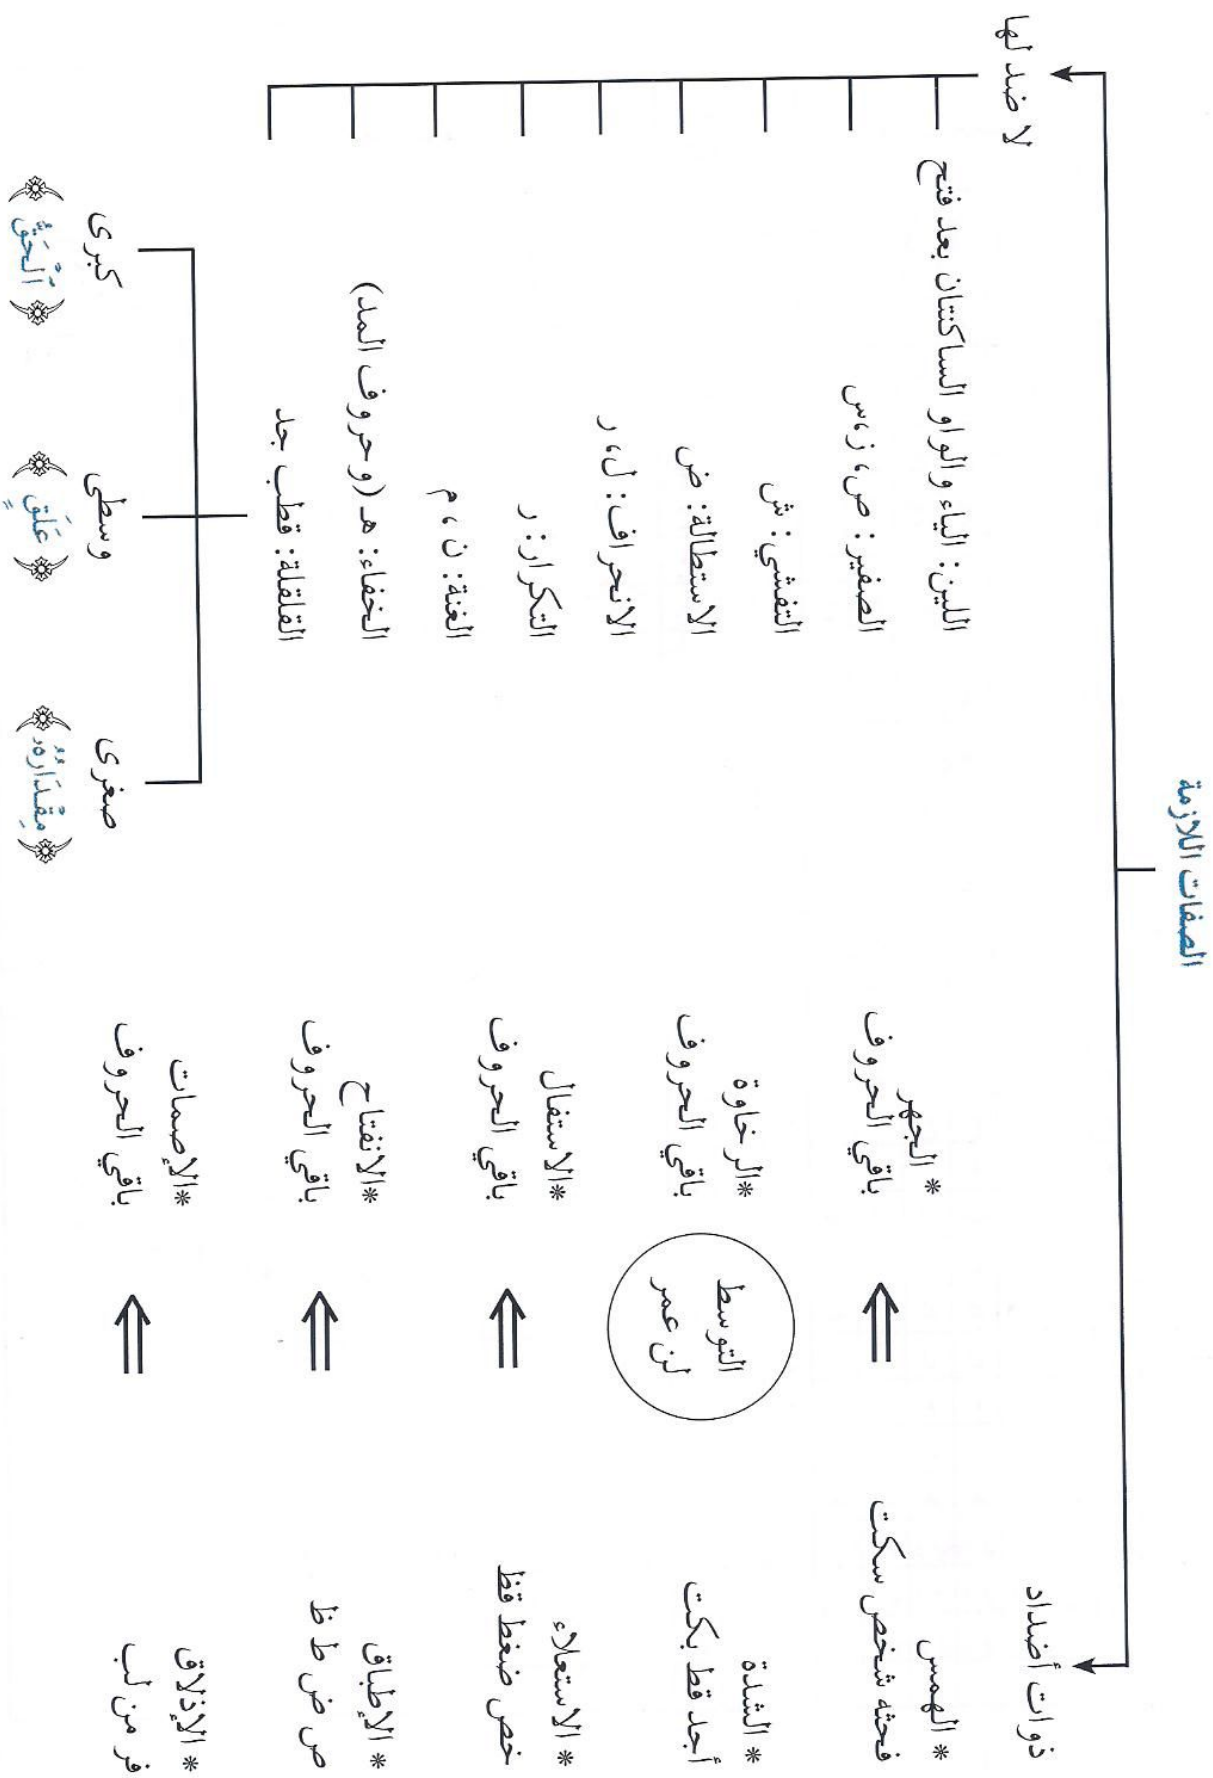 الصفات اللازمة
ذوات أضداد
* الهمس
فحثه شخص سكت
* الجهر
باقي الحروف
* الشدة
أجد قط بكت
التوسط
لن عمر
*الرخاوة
باقي الحروف
* الاستعلاء
خص ضغط قظ
*الاستفال
باقي الحروف
* الإطباق
ص ض ط ظ
*الانفتاح
باقي الحروف
* الإذلاق
فر من لب
*الإصمات
باقي الحروف
لا ضد لها
اللين: الياء والواو الساكنتان بعد فتح
الصفير: ص، ز،س
التفشي: ش
الاستطالة: ض
الانحراف: ل، ر
التكرار: ر
الغنة: ن، م
الخفاء: هـ (وحروف المد)
القلقلة: قطب جد
صغرى
﴿ مِقْدَارُهُۥ ﴾
وسطى
﴿ عَلَقٍ ﴾
كبرى
﴿ ٱلْحَقُّ ﴾